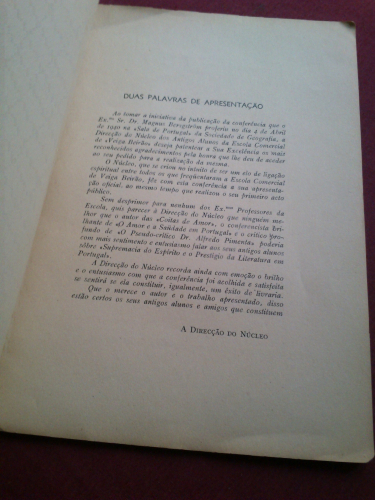 DUAS PALAVRAS DE APRESENTAÇÃO
Ao tomar a iniciativa da publicação da conferência que o
Ex.mo Sr. Dr. Magnus Bergström proferiu no dia 4 de Abril
de 1940 na «Sala de Portugal» da Sociedade de Geografia, a
Direcção do Núcleo dos Antigos Alunos da Escola Comercial
de «Veiga Beirão» deseja patentear a Sua Excelência os mais
reconhecidos agradecimentos pela honra que lhe deu de aceder
ao seu pedido para a realização da mesma.
O Núcleo, que se criou no intuito de ser um elo de ligação
espiritual entre todos os que freqüentaram a Escola Comercial
de Veiga Beirão, fêz com esta conferência a sua apresenta-
ção oficial, ao mesmo tempo que realizou o seu primeiro acto
público.
Sem desprimor para nenhum dos Ex.mos Professores da
Escola, quis parecer à Direcção do Núcleo que ninguém me-
lhor que o autor das «Coitas de Amor», o conferente bri-
lhante de «O Amor e a Saüdade em Portugal» e o crítico pro-
fundo de «O Pseudo-crítico Dr. Alfredo Pimenta», poderia
com mais sentimento e entusiasmo falar aos seus antigos alunos
sôbre «Supremacia do Espírito e o Prestígio da Literatura em
Portugal».
A Direcção do Núcleo recorda ainda com emoção o brilho
e o entusiasmo com que a conferência foi acolhida e satisfeita
se sentirá se ela constituir, igualmente, um êxito de livraria.
Que o merece o autor e o trabalho apresentado, disso
estão certos os seus antigos alunos e amigos que constituem
A DIRECÇÃO DO NÚCLEO